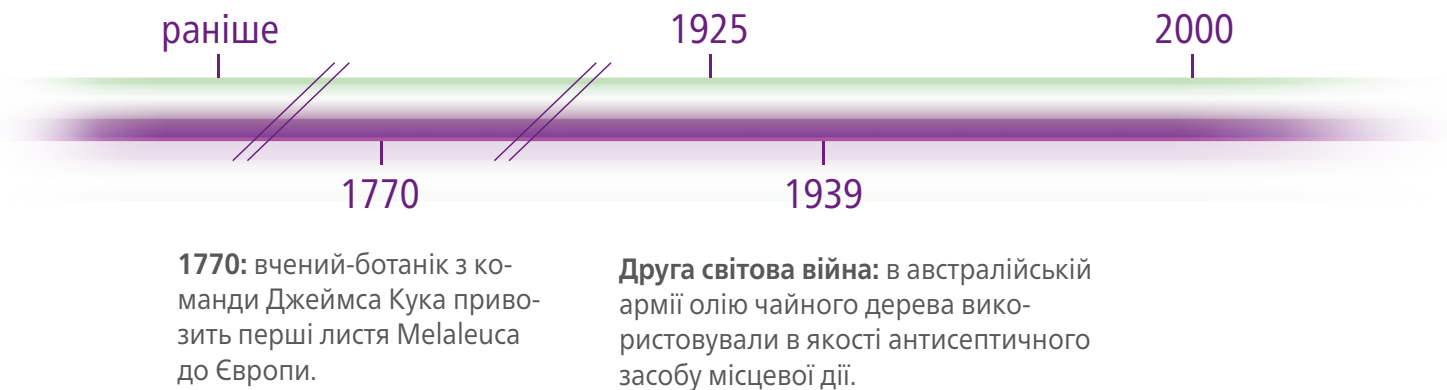 раніше
1925
2000
1770
1939
1770: вчений-ботанік з ко-
манди Джеймса Кука приво-
зить перші листя Melaleuca
до Європи.
Друга світова війна: в австралійській
армії олію чайного дерева вико-
ристовували в якості антисептичного
засобу місцевої дії.